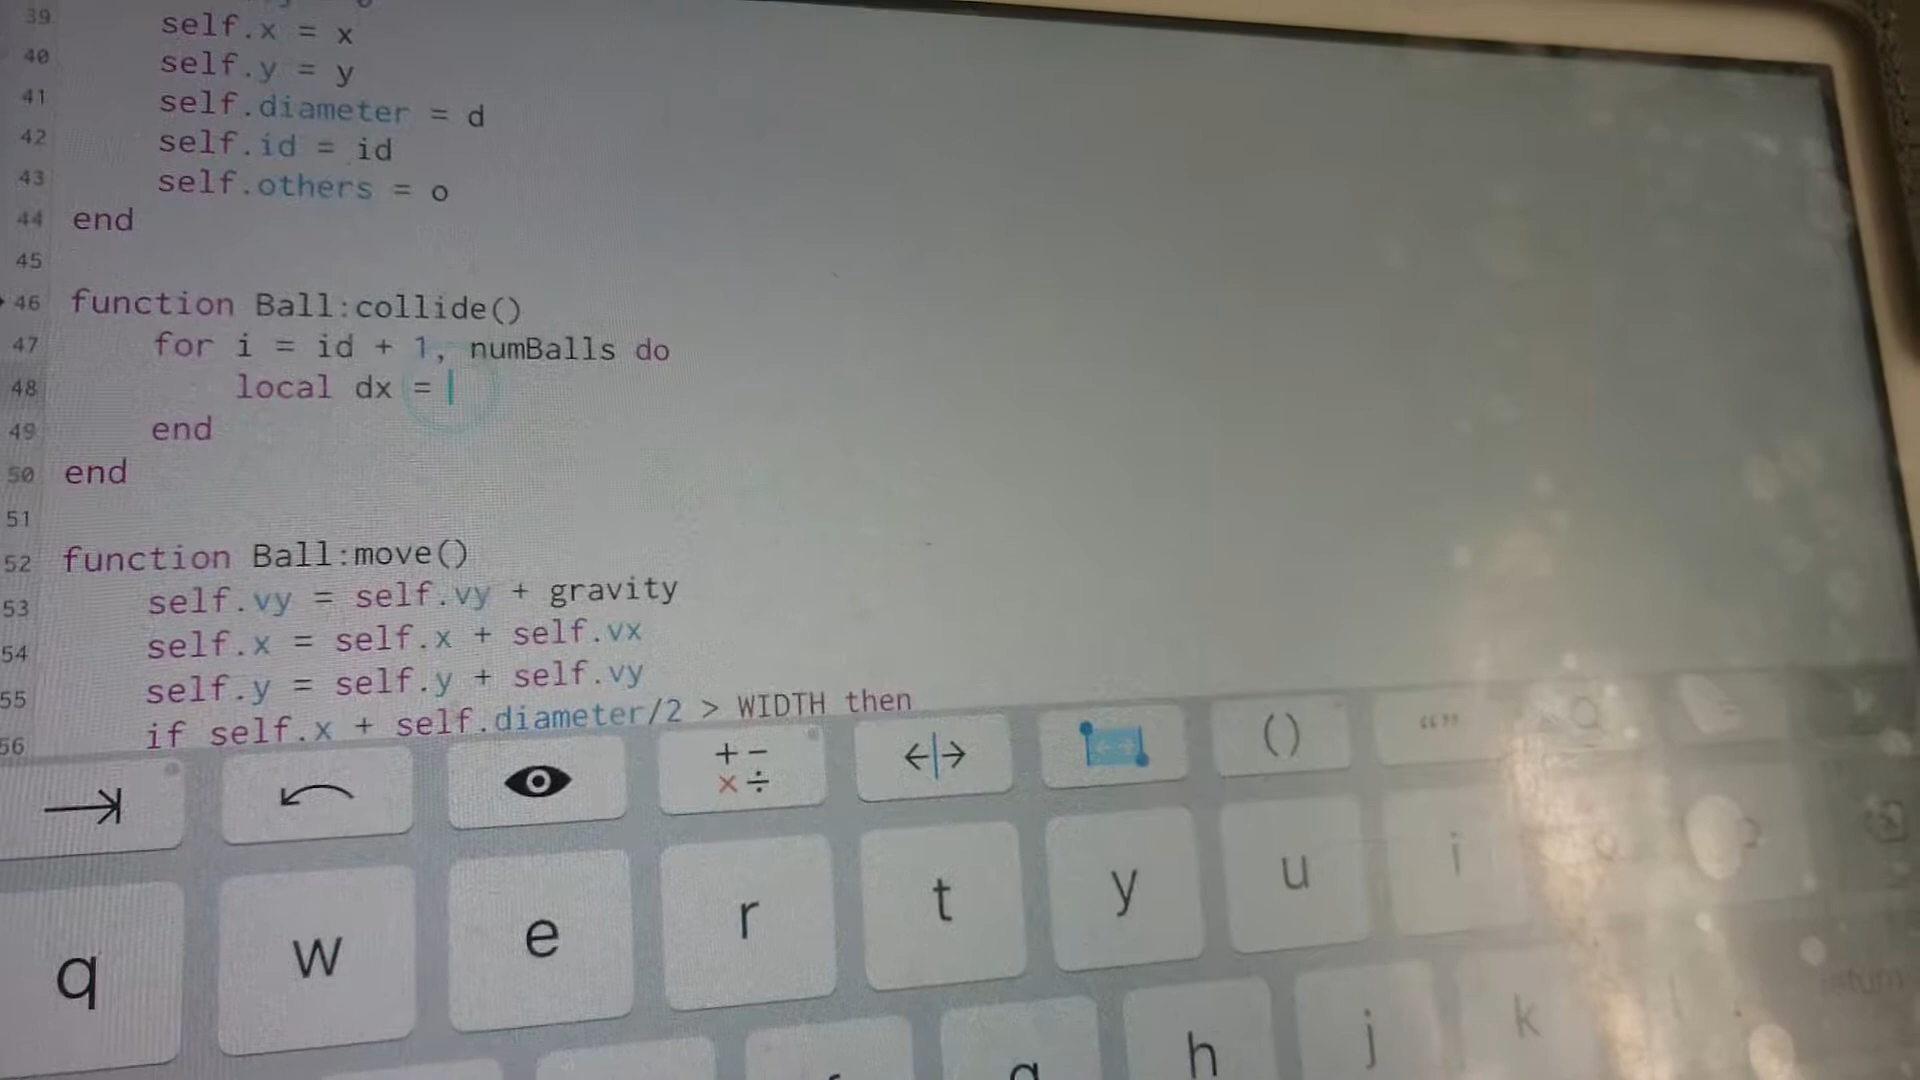 39 self.x = x
40 self.y = y
41 self.diameter = d
42 self.id = id
43 self.others = o
44 end
45
46 function Ball:collide()
47 for i = id + 1, numBalls do
48 local dx =
49 end
50 end
51
52 function Ball:move()
53 self.vy = self.vy + gravity
54 self.x = self.x + self.vx
55 self.y = self.y + self.vy
56 if self.x + self.diameter/2 > WIDTH then
+ − × ÷ () “”
q w e r t y u i
h j k